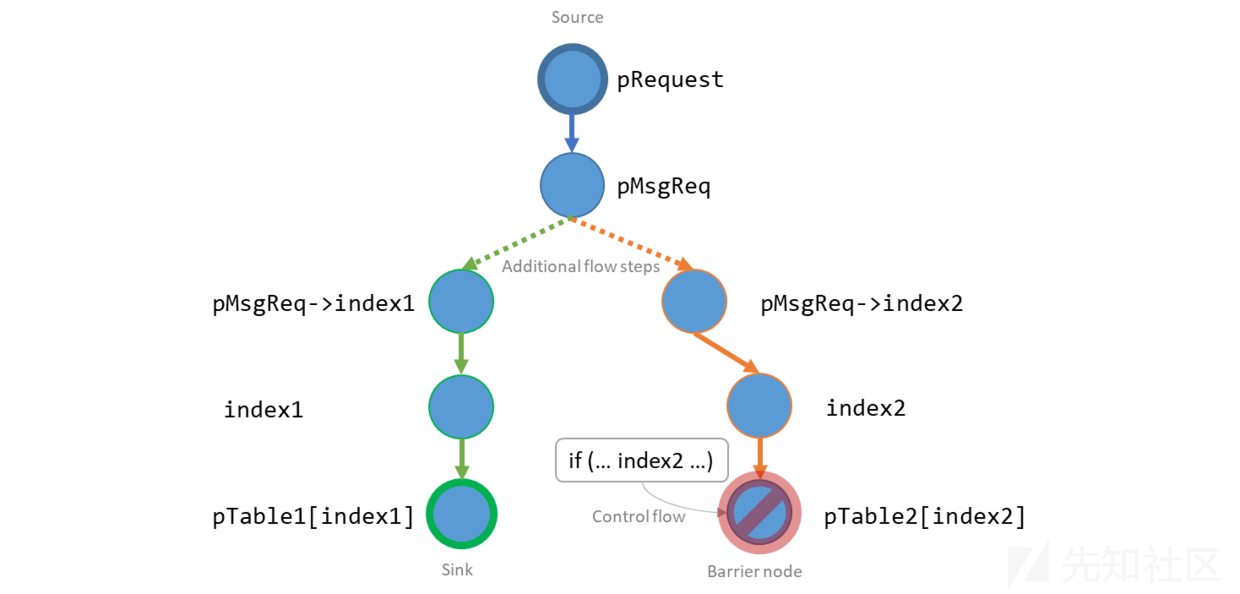 Source
pRequest
pMsgReq
Additional flow steps
pMsgReq->index1
pMsgReq->index2
index1
index2
if (... index2 ...)
Control flow
pTable1[index1]
pTable2[index2]
Sink
Barrier node
先知社区